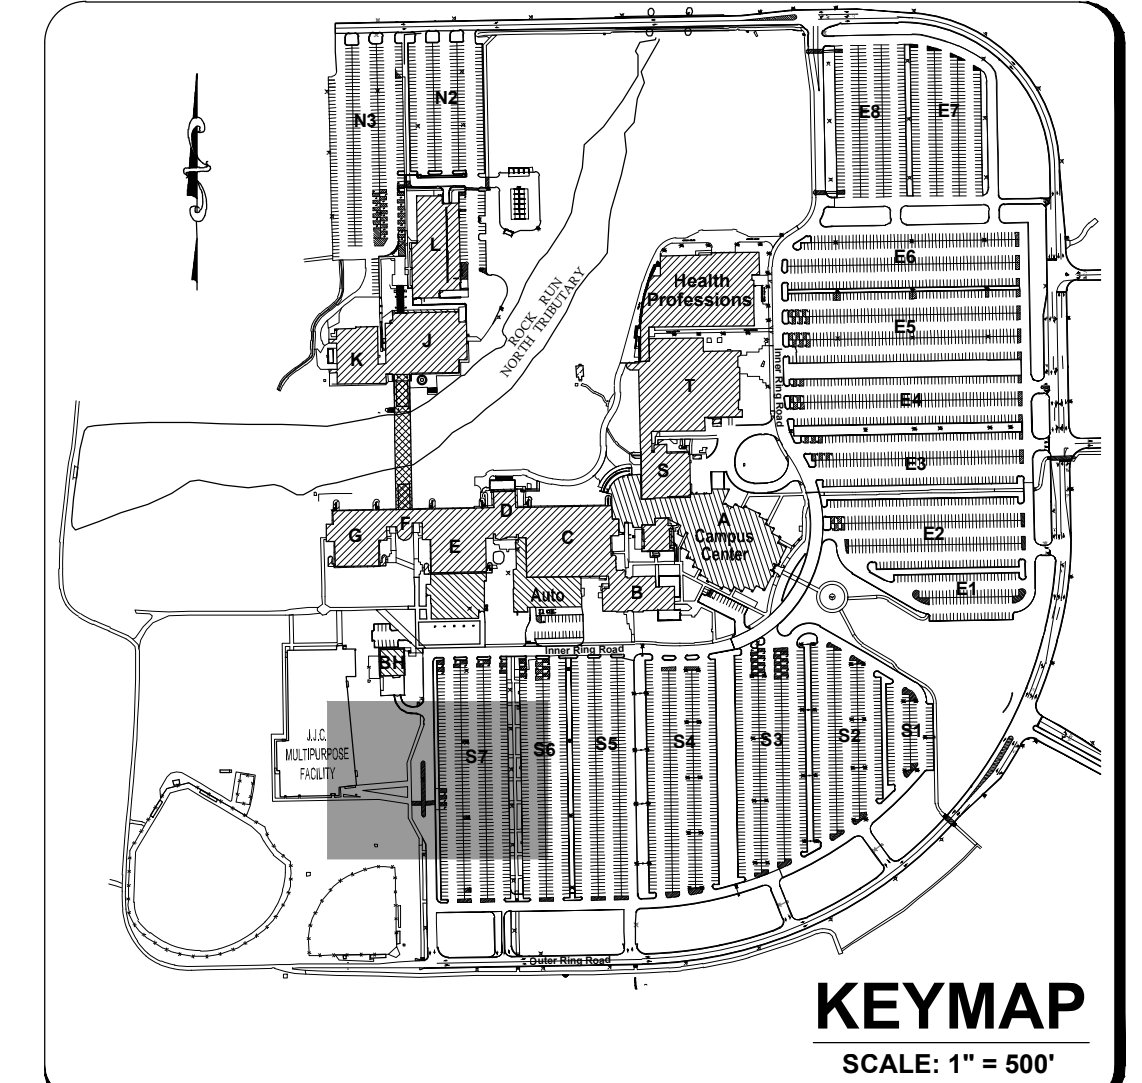 N3
N2
E8
E7
L
E6
Health
Professions
ROCK RUN
NORTH TRIBUTARY
E5
K
J
T
Inner Ring Road
E4
S
E3
D
F
G
E
C
A
Campus
Center
E2
Auto
B
E1
Inner Ring Road
BH
J.J.C.
MULTIPURPOSE
FACILITY
S7
S6
S5
S4
S3
S2
S1
Outer Ring Road
KEYMAP
SCALE: 1" = 500'